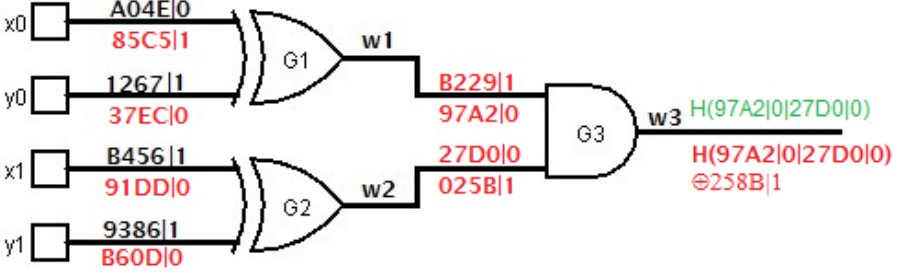 x0
A04E|0
85C5|1
y0
1267|1
37EC|0
G1
w1
B229|1
97A2|0
x1
B456|1
91DD|0
y1
9386|1
B60D|0
G2
w2
27D0|0
025B|1
G3
w3
H(97A2|0|27D0|0)
H(97A2|0|27D0|0)
⊕258B|1